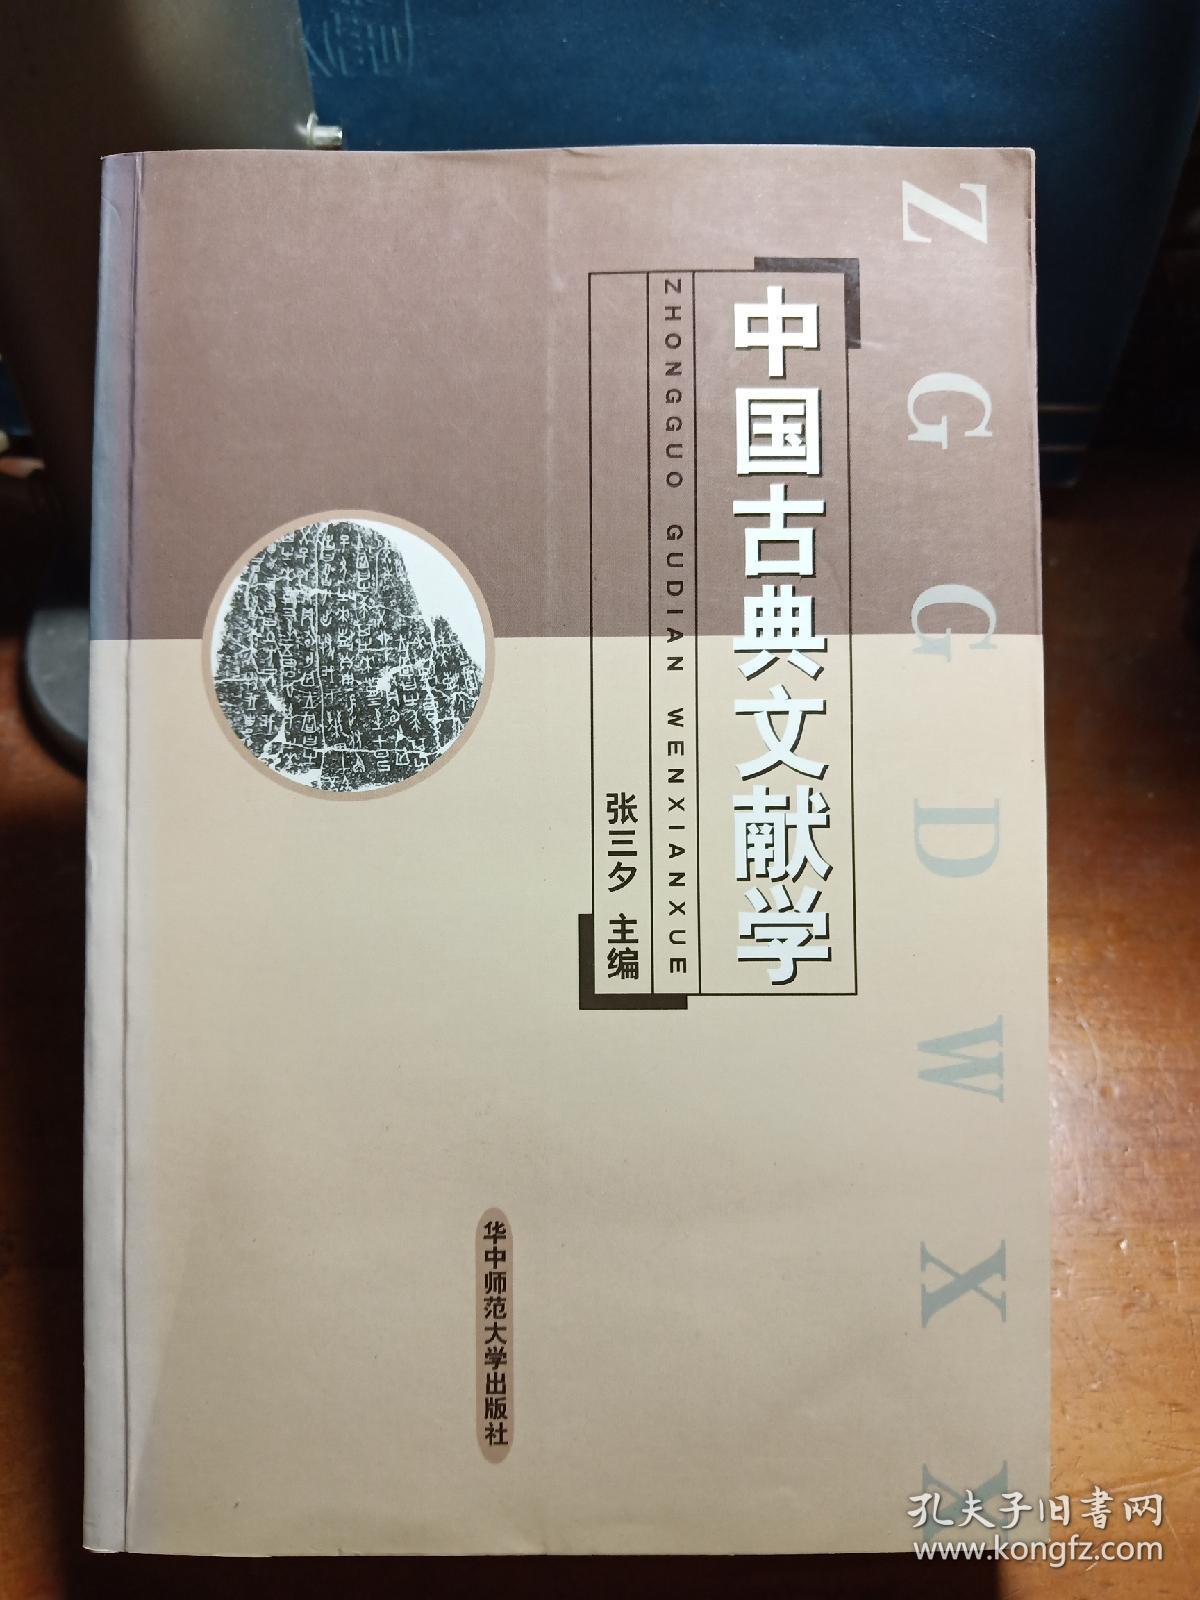 Z G G D W X X
中国古典文献学
ZHONGGUO GUDIAN WENXIANXUE
张三夕 主编
华中师范大学出版社
孔夫子旧书网
www.kongfz.com